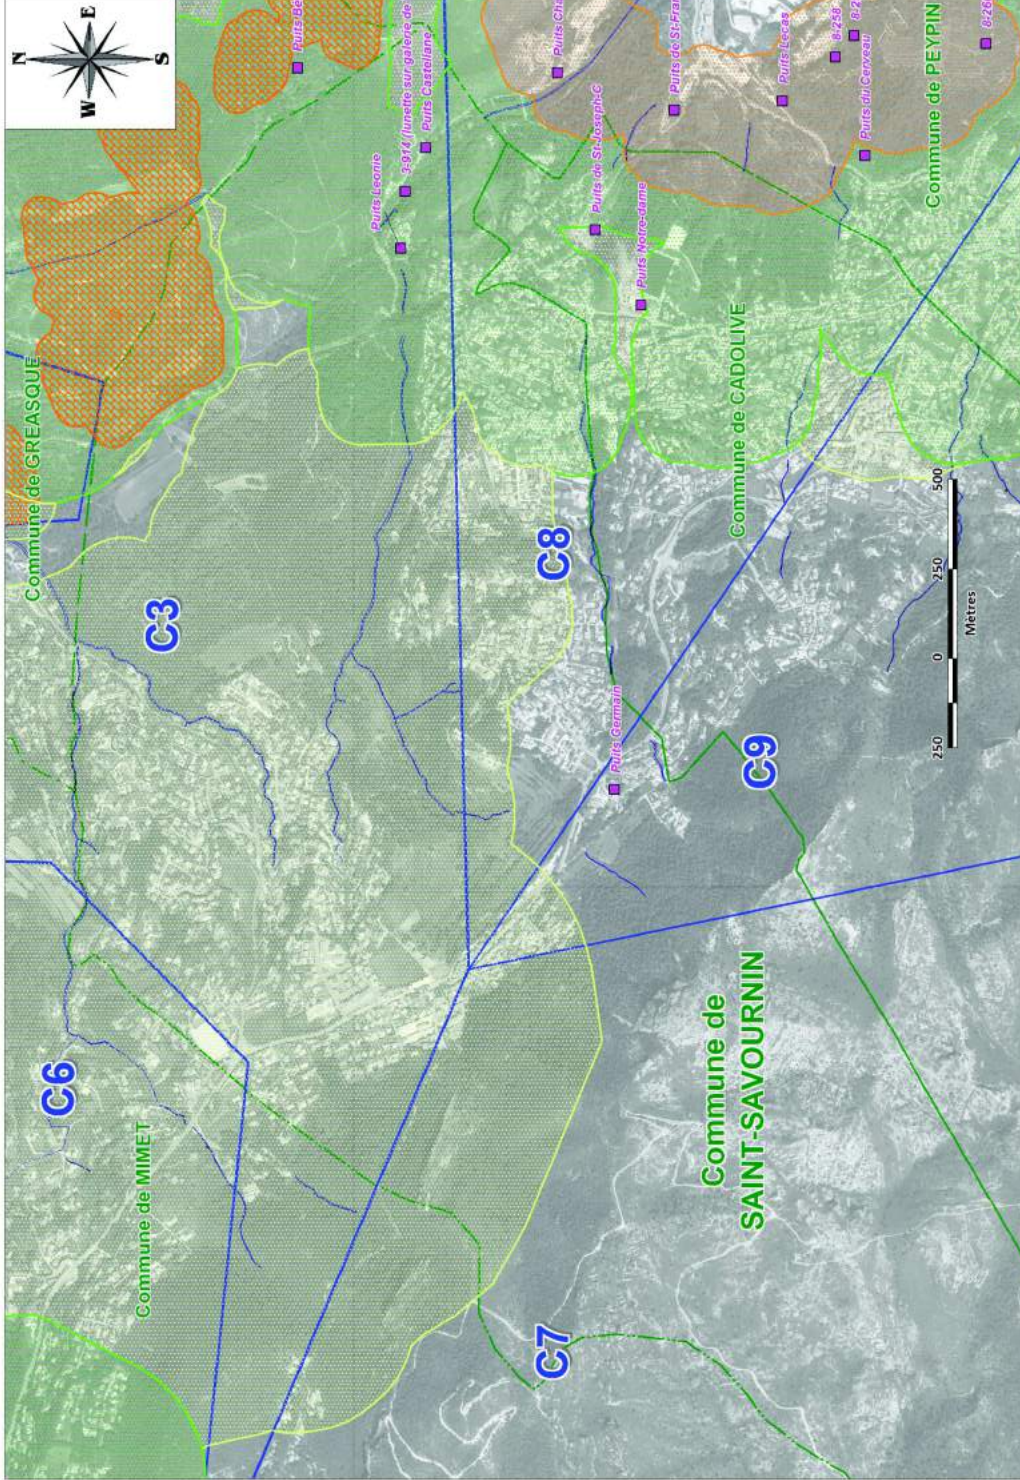 N
E
S
W
Commune de GREASQUE
Puits Bé
3-914 (lunette sur galerie de
Puits Castellane
Puits Leonie
C3
C6
Commune de MIMET
C8
Puits Cha
Puits de St-Fran
Puits de St-Joseph-C
Puits Notre-dame
Puits Lecas
8-258
8-2
Puits du Cerveau
8-26
Commune de PEYPIN
Commune de CADOLIVE
Puits Germain
C9
C7
Commune de
SAINT-SAVOURNIN
250
0
250
500
Mètres